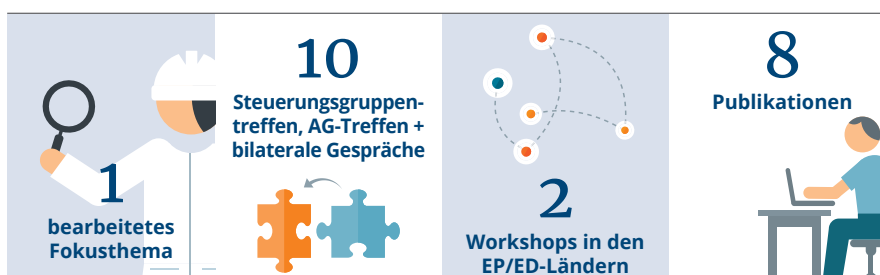 1
bearbeitetes
Fokusthema
10
Steuerungsgruppen-
treffen, AG-Treffen +
bilaterale Gespräche
2
Workshops in den
EP/ED-Ländern
8
Publikationen